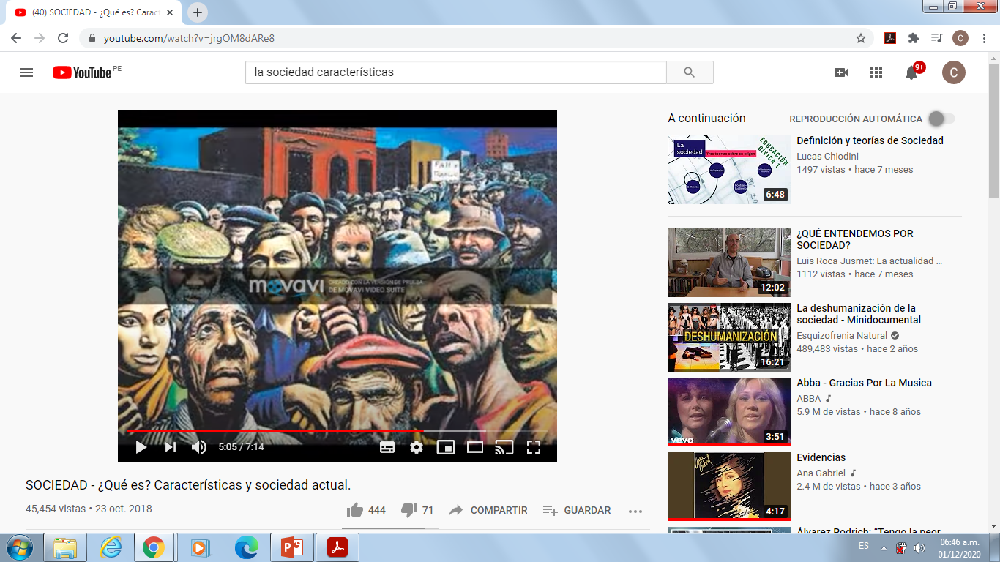 (40) SOCIEDAD - ¿Qué es? Caract
youtube.com/watch?v=jrgOM8dARe8
C
YouTube PE
la sociedad características
9+
C
MOVAVI
CREADO CON LA VERSIÓN DE PRUEBA
DE MOVAVI VIDEO SUITE
5:05 / 7:14
SOCIEDAD - ¿Qué es? Características y sociedad actual.
45,454 vistas • 23 oct. 2018
444
71
COMPARTIR
GUARDAR
A continuación
REPRODUCCIÓN AUTOMÁTICA
La
sociedad
Tres teorías sobre su origen
EDUCACIÓN
CÍVICA 1
6:48
Definición y teorías de Sociedad
Lucas Chiodini
1497 vistas • hace 7 meses
12:02
¿QUÉ ENTENDEMOS POR
SOCIEDAD?
Luis Roca Jusmet: La actualidad ...
1112 vistas • hace 7 meses
DESHUMANIZACIÓN
16:21
La deshumanización de la
sociedad - Minidocumental
Esquizofrenia Natural
489,483 vistas • hace 2 años
vevo
3:51
Abba - Gracias Por La Musica
ABBA
5.9 M de vistas • hace 8 años
Ana Gabriel
4:17
Evidencias
Ana Gabriel
2.4 M de vistas • hace 3 años
Álvarez Rodrich: “Tengo la peor
ES
06:46 a.m.
01/12/2020